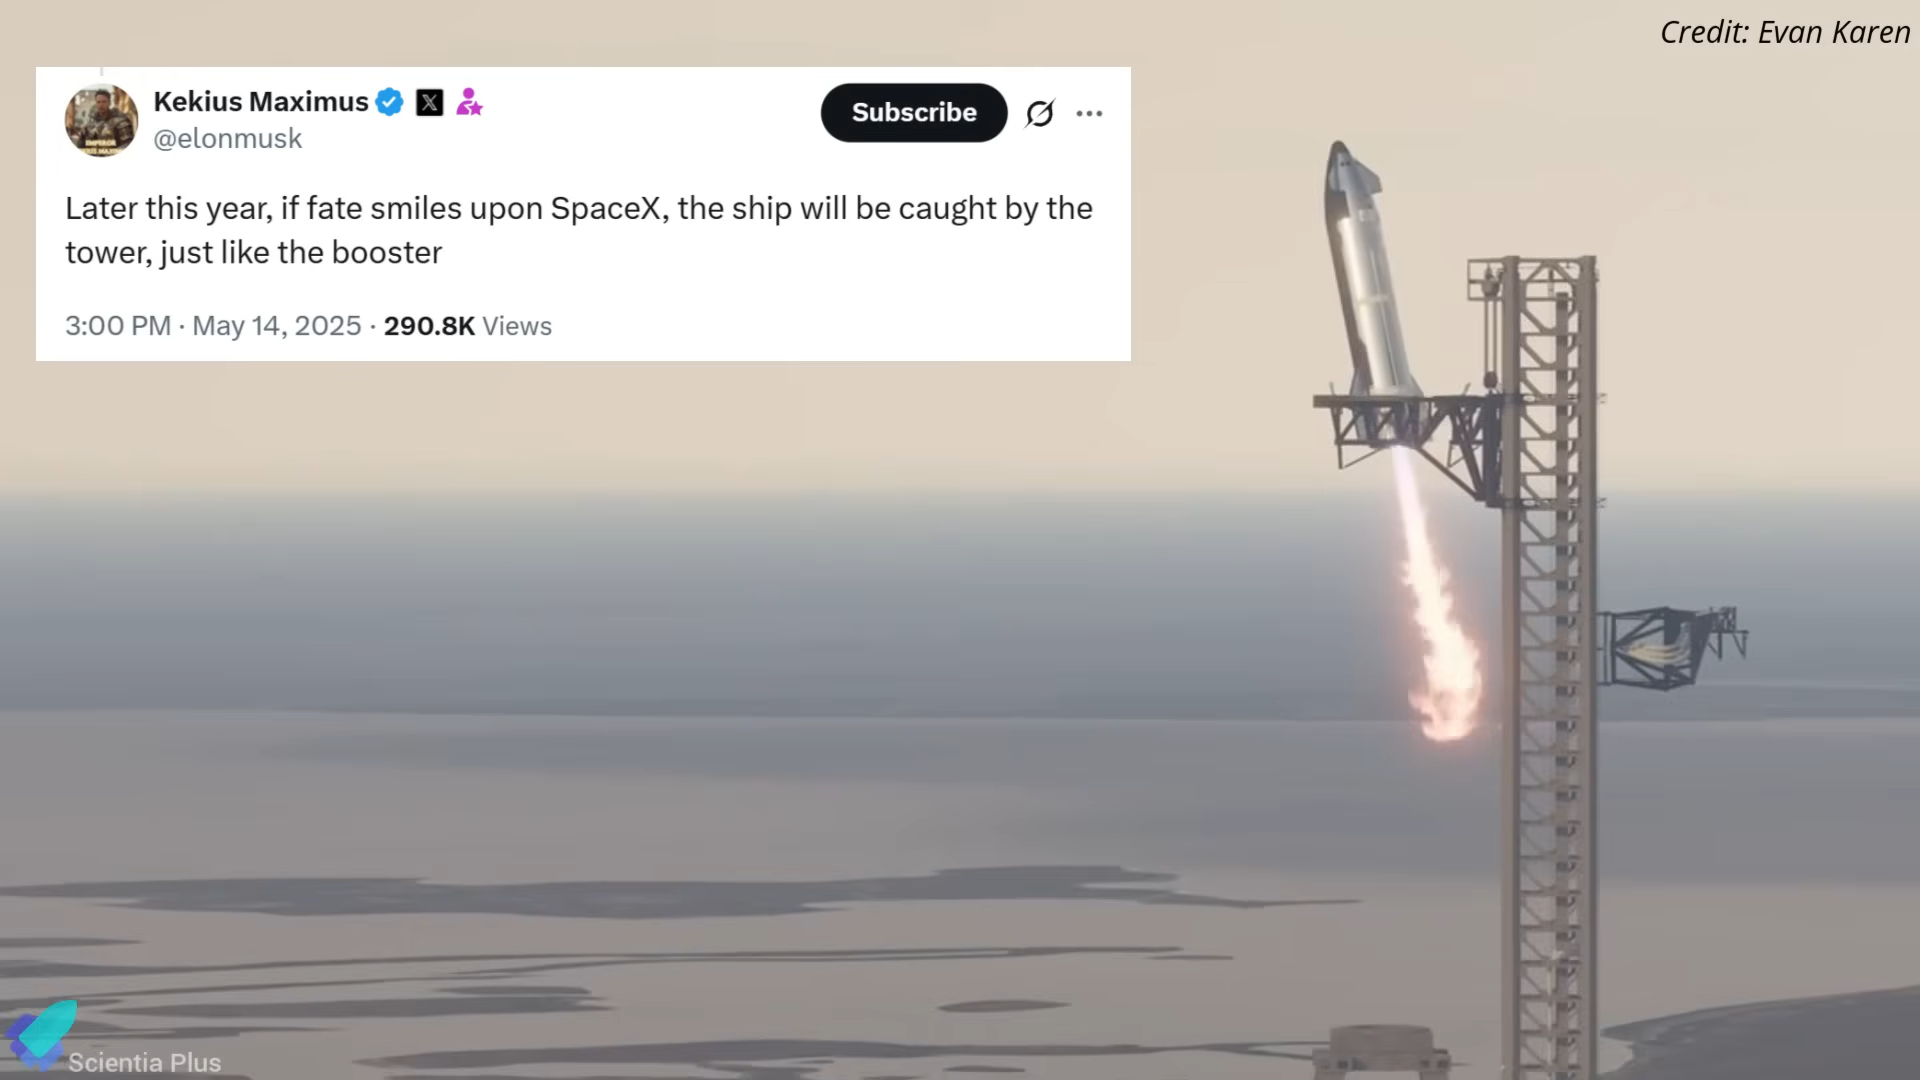 Credit: Evan Karen
Kekius Maximus
@elonmusk
Subscribe
Later this year, if fate smiles upon SpaceX, the ship will be caught by the
tower, just like the booster
3:00 PM · May 14, 2025 · 290.8K Views
Scientia Plus